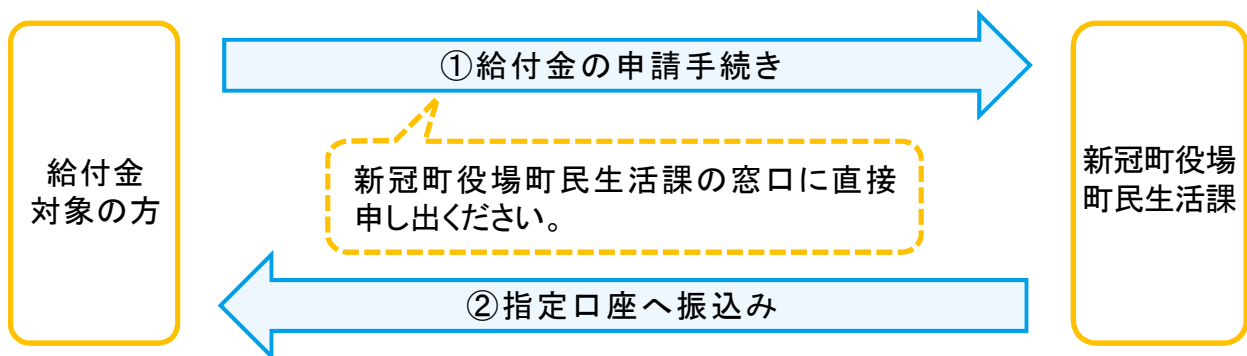 ①給付金の申請手続き
給付金
対象の方
新冠町役場町民生活課の窓口に直接
申し出ください。
新冠町役場
町民生活課
②指定口座へ振込み